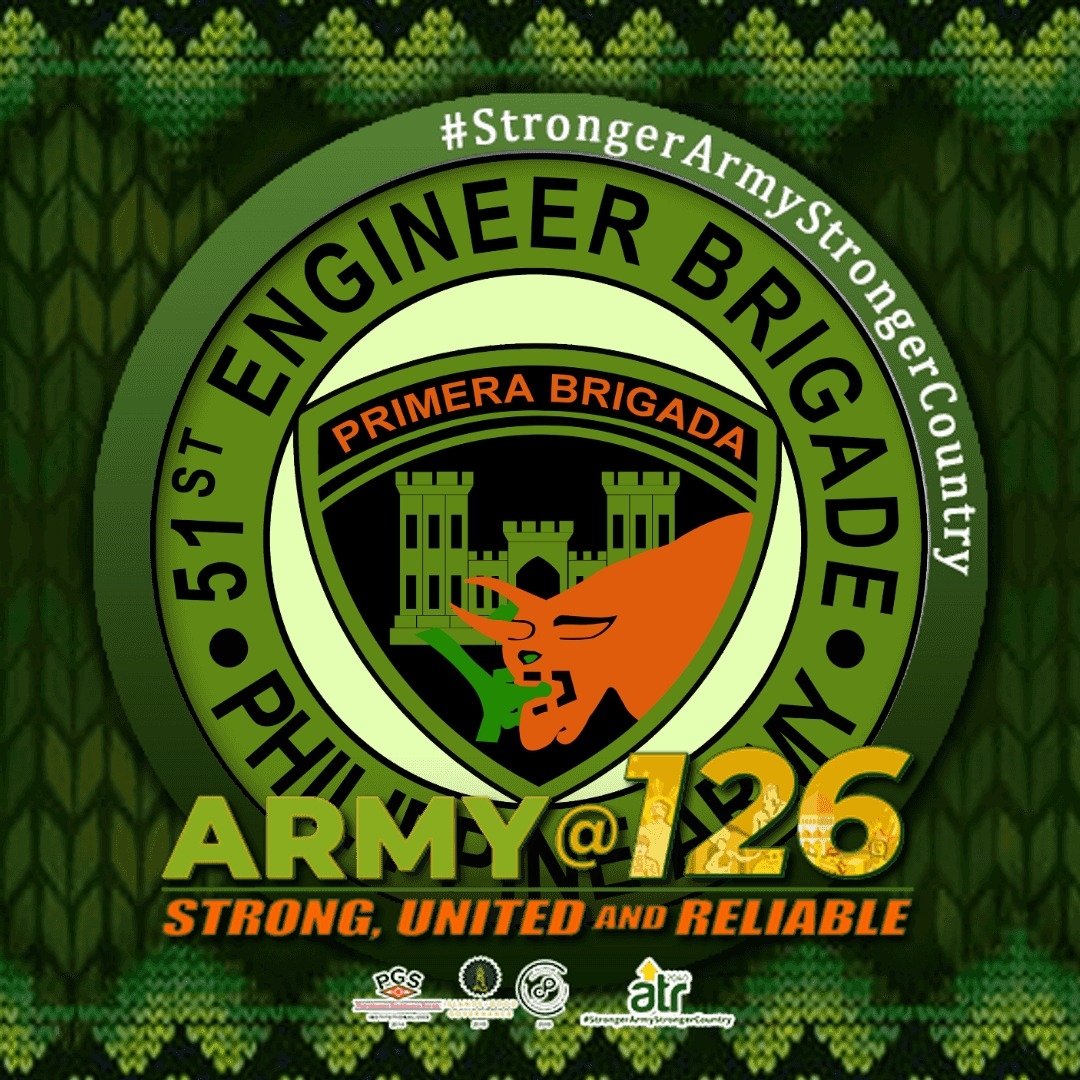 #StrongerArmyStrongerCountry
51ST ENGINEER BRIGADE
PRIMERA BRIGADA
PHILIPPINE ARMY
ARMY@126
STRONG, UNITED AND RELIABLE
PGS
atr
#StrongerArmyStrongerCountry